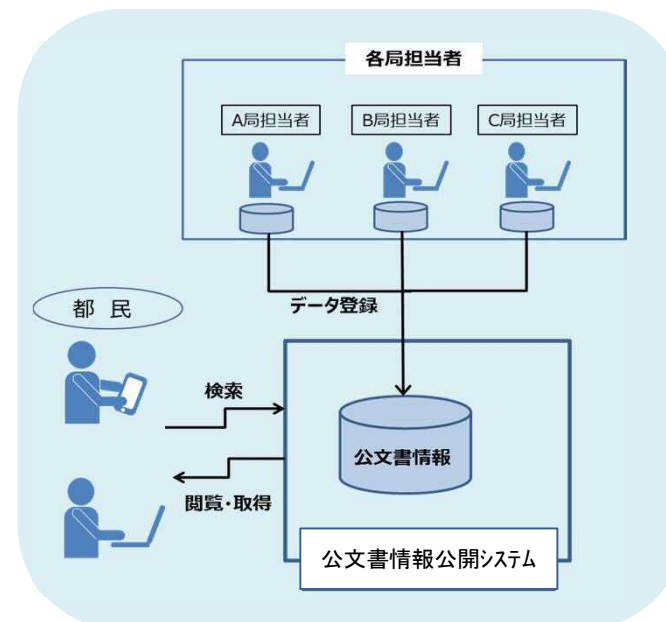 各局担当者
A局担当者
B局担当者
C局担当者
データ登録
都 民
検索
公文書情報
閲覧・取得
公文書情報公開ｼｽﾃﾑ